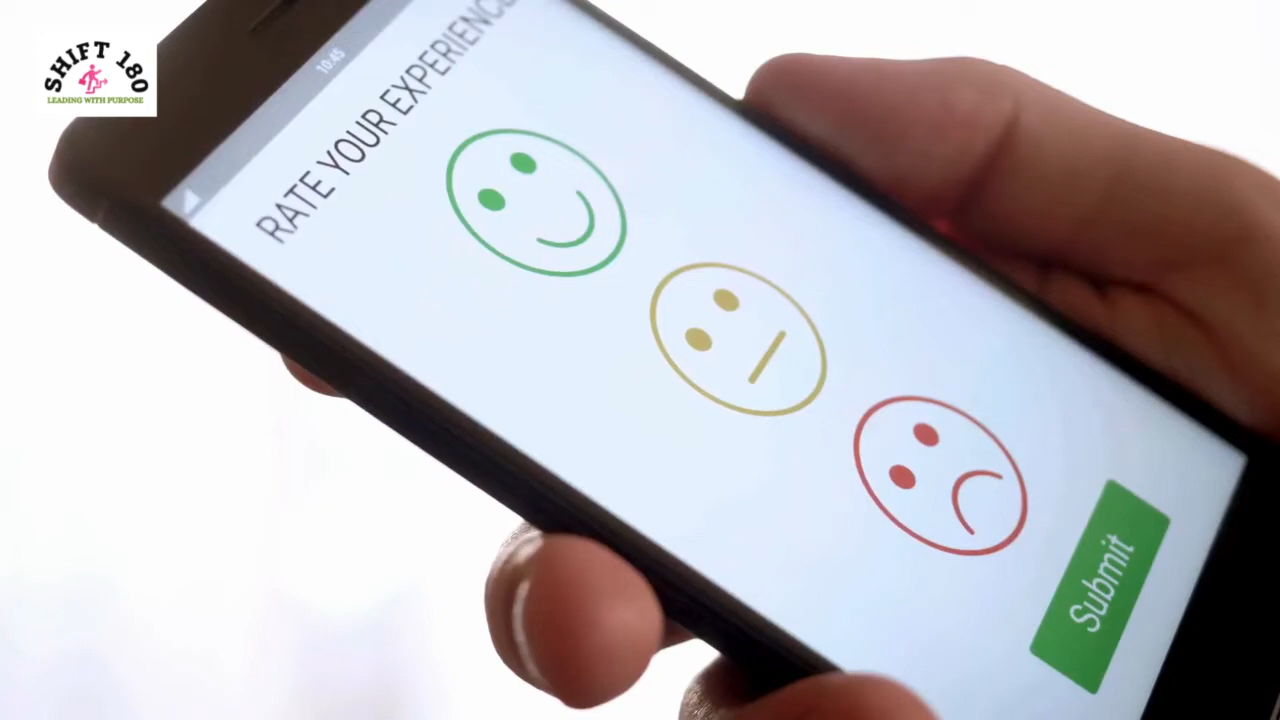 SHIFT 180
LEADING WITH PURPOSE
10:45
RATE YOUR EXPERIENCE
Submit